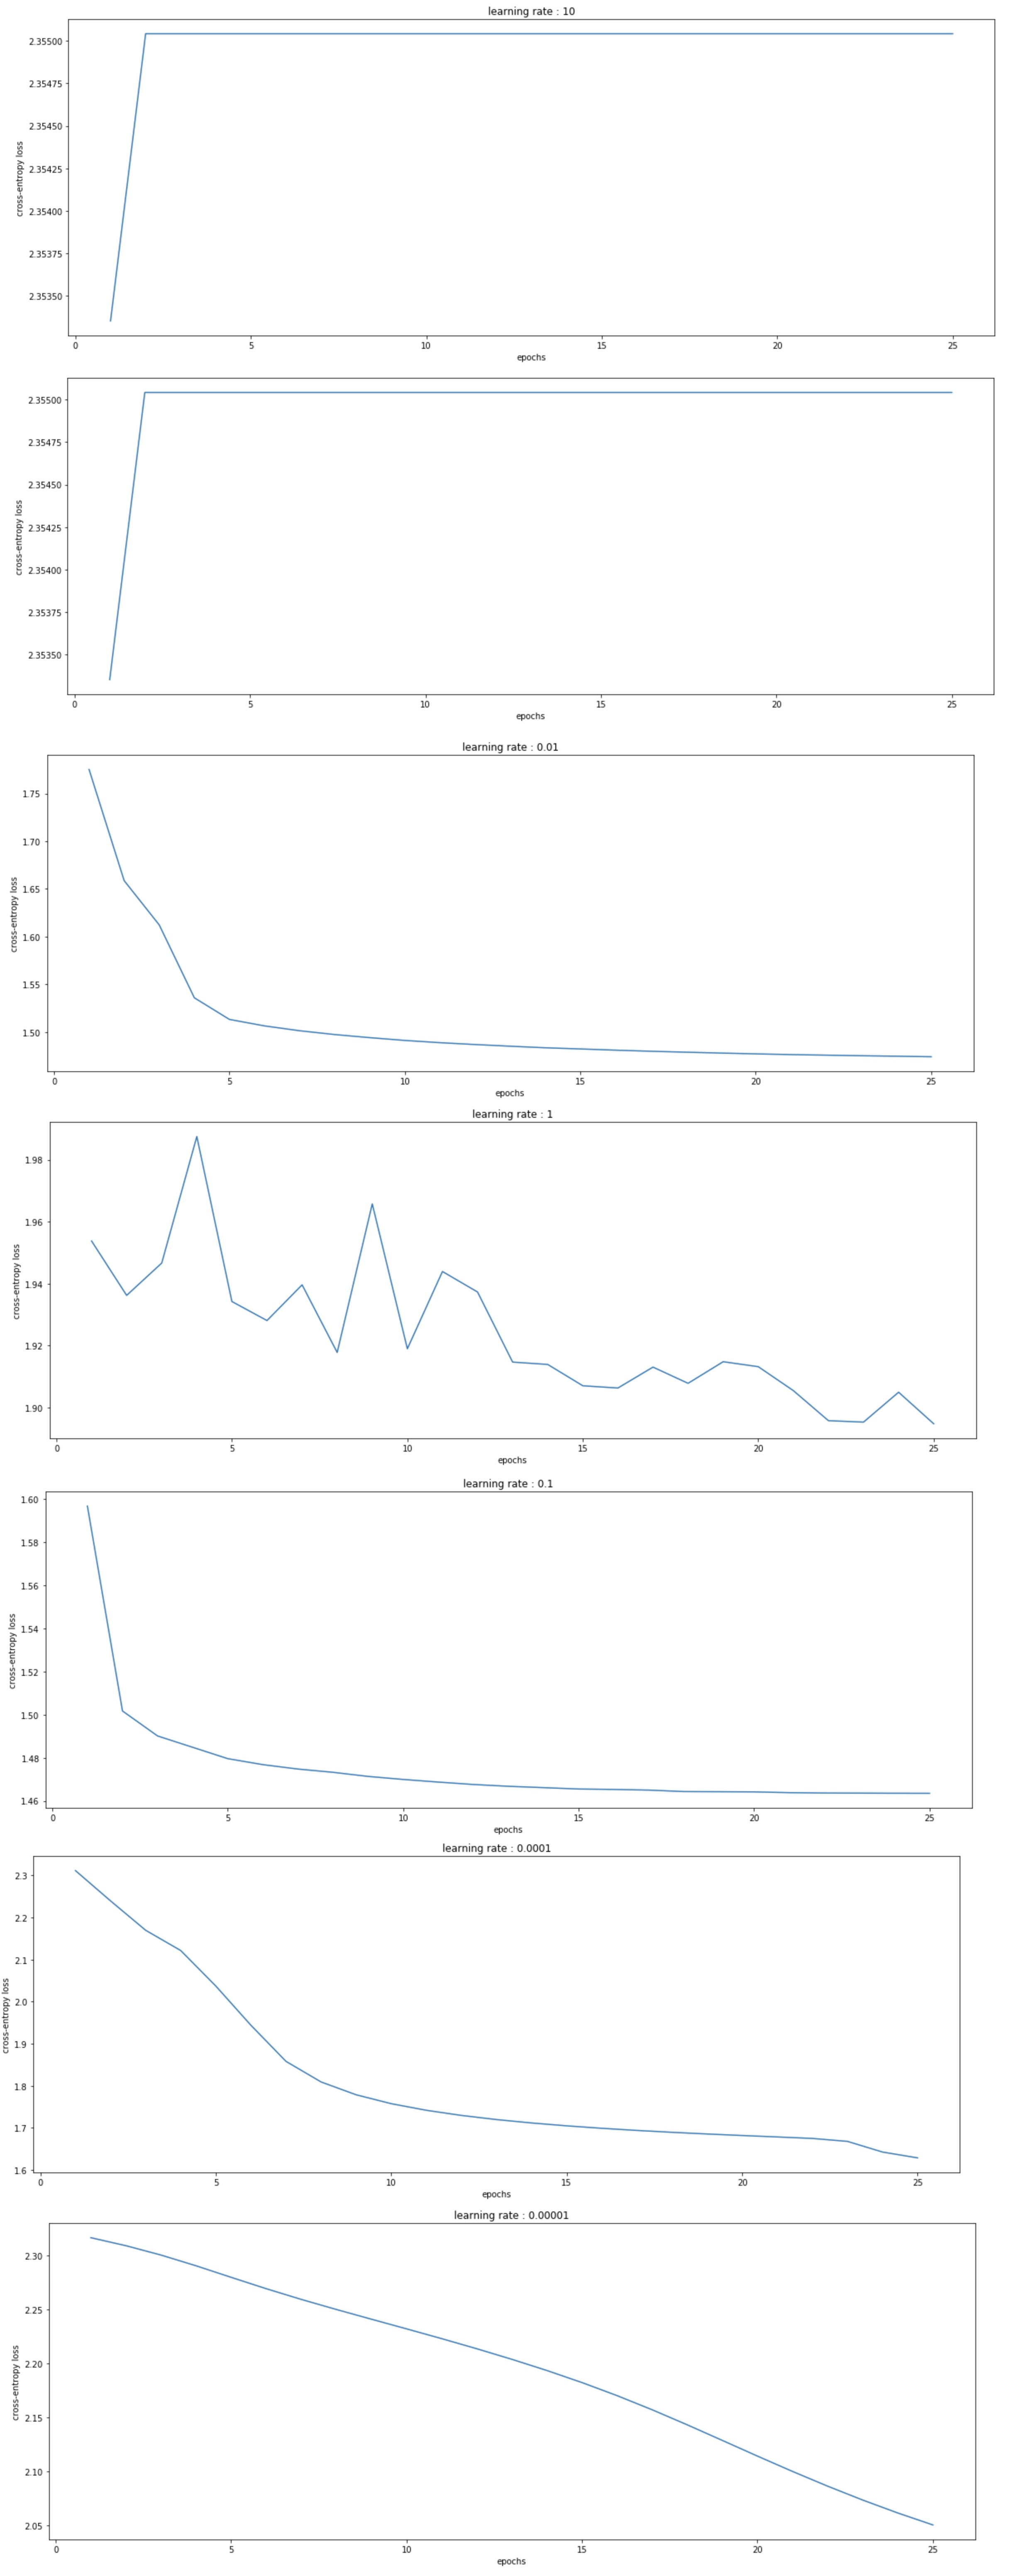 learning rate : 10
2.35500
2.35475
2.35450
2.35425
2.35400
2.35375
2.35350
cross-entropy loss
0 5 10 15 20 25
epochs
2.35500
2.35475
2.35450
2.35425
2.35400
2.35375
2.35350
cross-entropy loss
0 5 10 15 20 25
epochs
learning rate : 0.01
1.75
1.70
1.65
1.60
1.55
1.50
cross-entropy loss
0 5 10 15 20 25
epochs
learning rate : 1
1.98
1.96
1.94
1.92
1.90
cross-entropy loss
0 5 10 15 20 25
epochs
learning rate : 0.1
1.60
1.58
1.56
1.54
1.52
1.50
1.48
1.46
cross-entropy loss
0 5 10 15 20 25
epochs
learning rate : 0.0001
2.3
2.2
2.1
2.0
1.9
1.8
1.7
1.6
cross-entropy loss
0 5 10 15 20 25
epochs
learning rate : 0.00001
2.30
2.25
2.20
2.15
2.10
2.05
cross-entropy loss
0 5 10 15 20 25
epochs